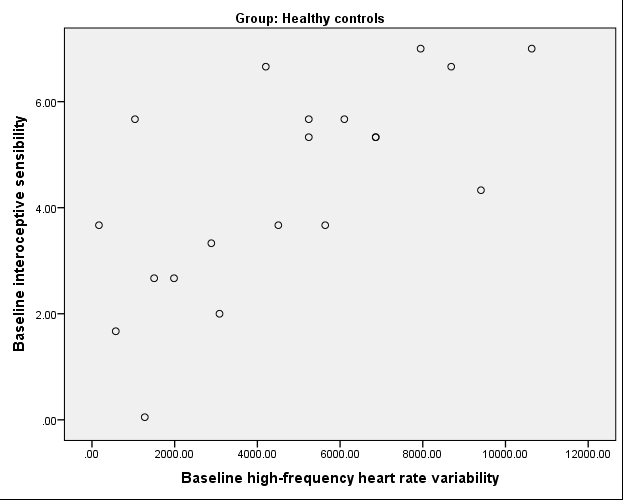 Group: Healthy controls
Baseline interoceptive sensibility
6.00
4.00
2.00
.00
.00 2000.00 4000.00 6000.00 8000.00 10000.00 12000.00
Baseline high-frequency heart rate variability